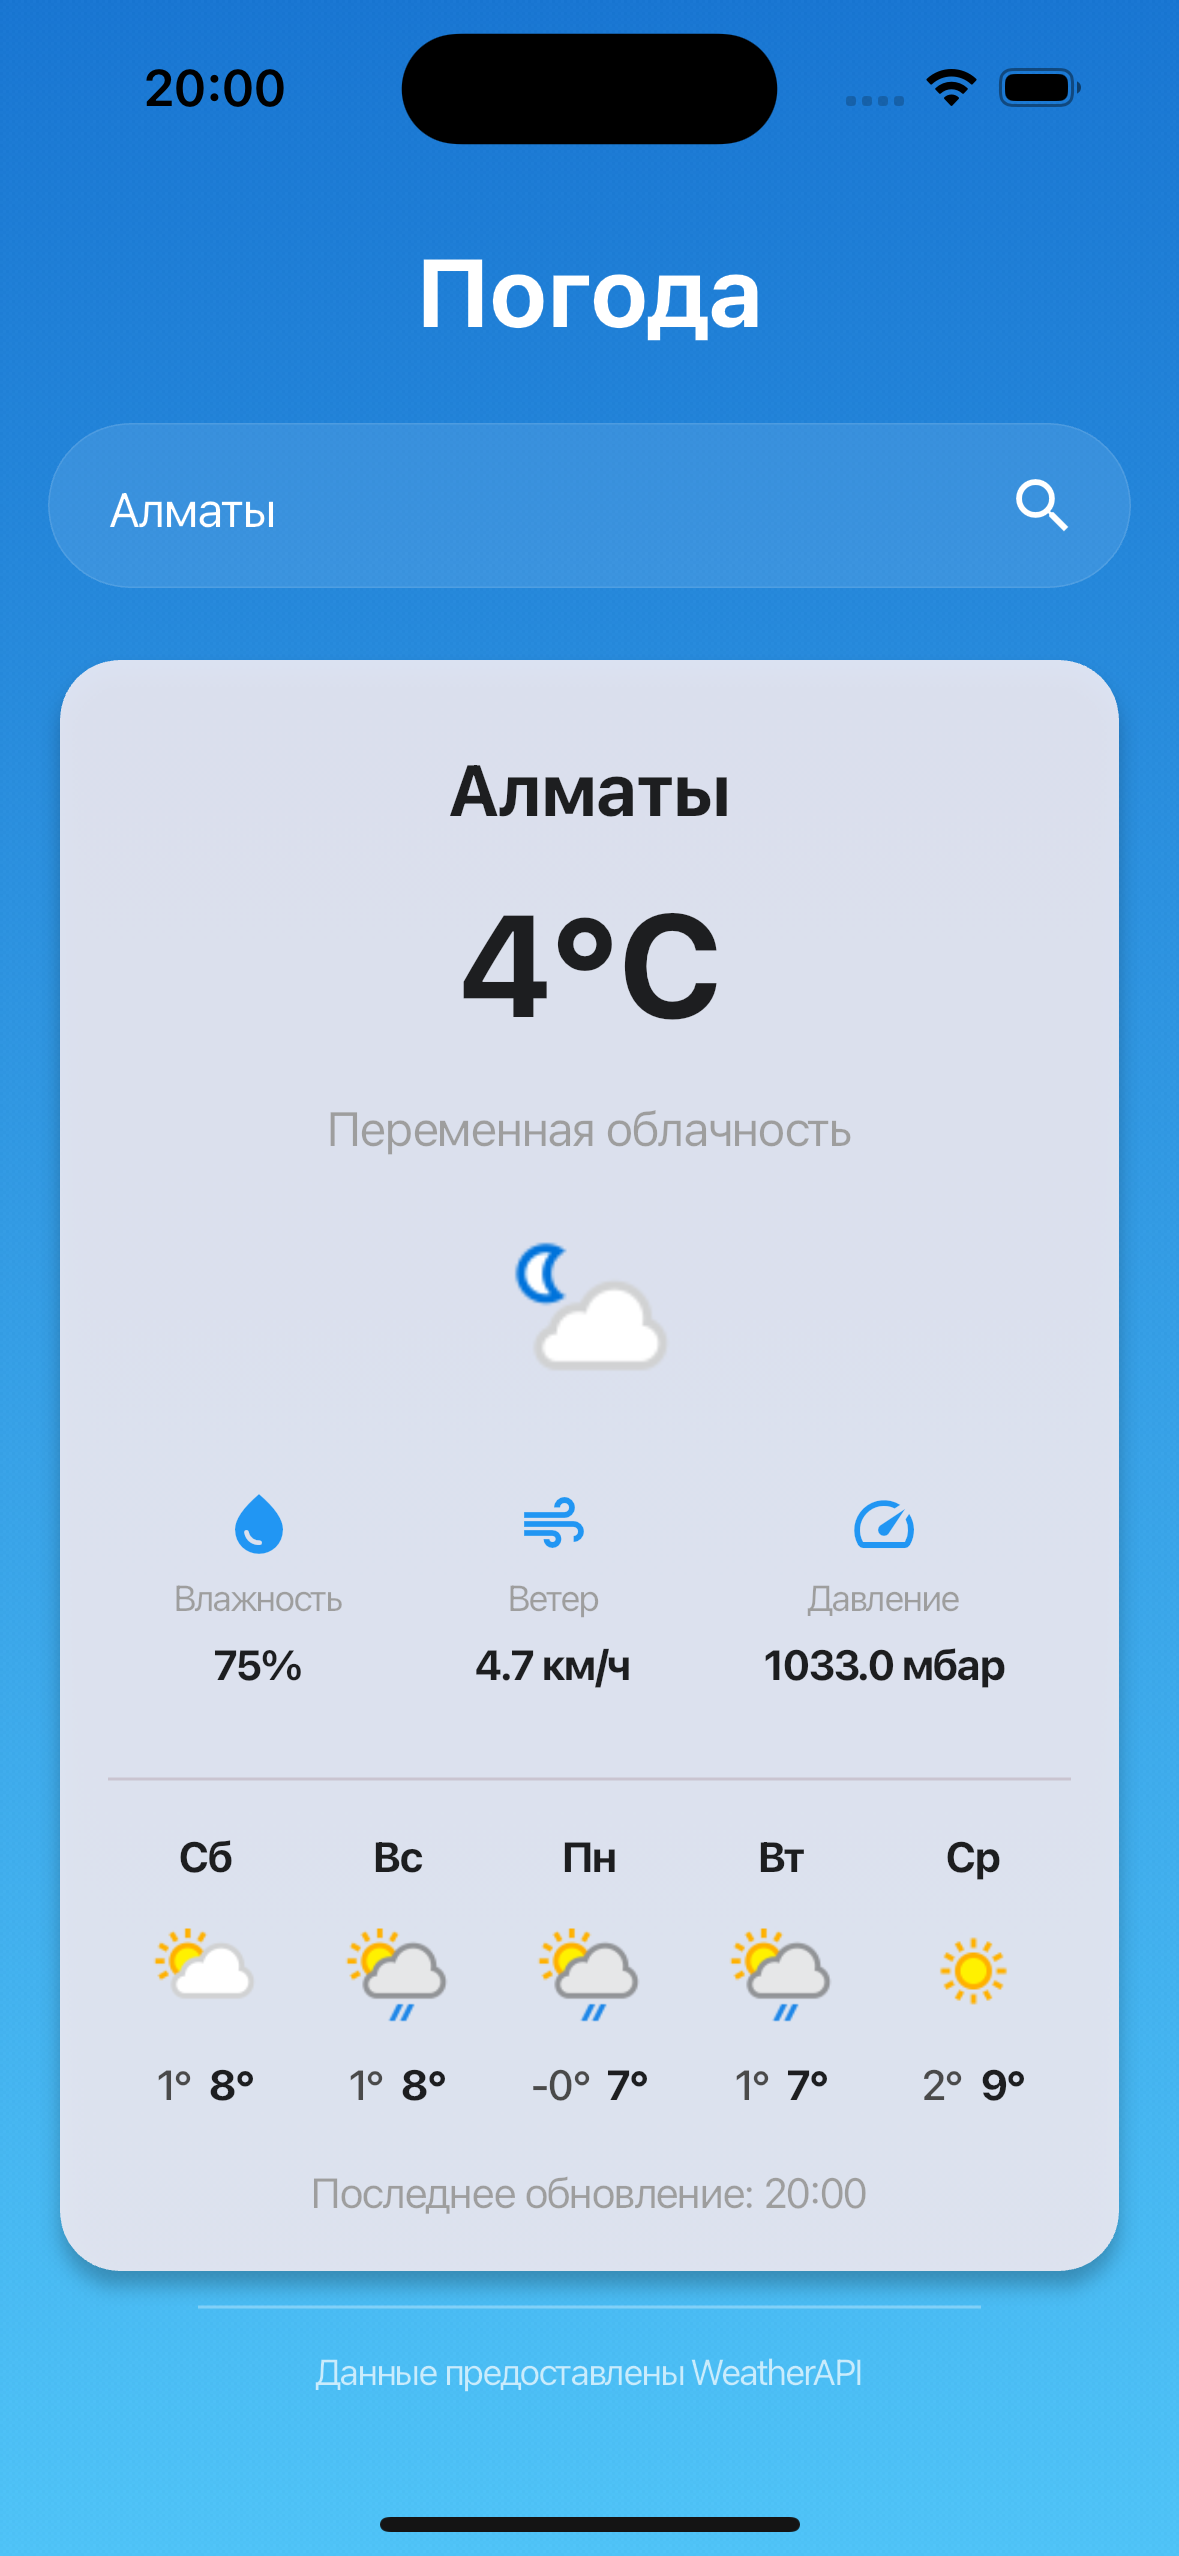 20:00
Погода
Алматы
Алматы
4°C
Переменная облачность
Влажность Ветер Давление
75% 4.7 км/ч 1033.0 мбар
Сб Вс Пн Вт Ср
1° 8° 1° 8° -0° 7° 1° 7° 2° 9°
Последнее обновление: 20:00
Данные предоставлены WeatherAPI